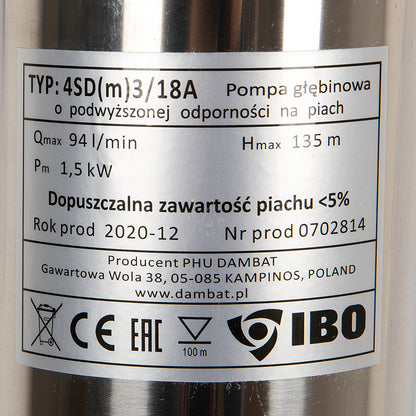 TYP: 4SD(m)3/18A Pompa głębinowa
o podwyższonej odporności na piach
Qmax 94 l/min Hmax 135 m
Pm 1,5 kW
Dopuszczalna zawartość piachu <5%
Rok prod 2020-12 Nr prod 0702814
Producent PHU DAMBAT
Gawartowa Wola 38, 05-085 KAMPINOS, POLAND
www.dambat.pl
CE EAC 100 m IBO